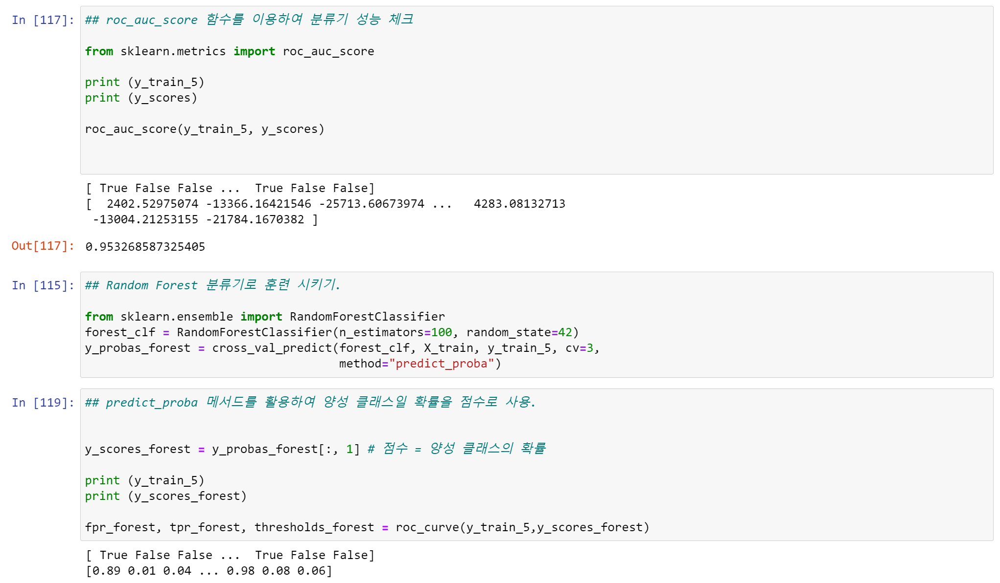 In [117]: ## roc_auc_score 함수를 이용하여 분류기 성능 체크
from sklearn.metrics import roc_auc_score
print (y_train_5)
print (y_scores)
roc_auc_score(y_train_5, y_scores)
[ True False False ...  True False False]
[  2402.52975074 -13366.16421546 -25713.60673974 ...   4283.08132713
 -13004.21253155 -21784.1670382 ]
Out[117]: 0.953268587325405
In [115]: ## Random Forest 분류기로 훈련 시키기.
from sklearn.ensemble import RandomForestClassifier
forest_clf = RandomForestClassifier(n_estimators=100, random_state=42)
y_probas_forest = cross_val_predict(forest_clf, X_train, y_train_5, cv=3,
                                    method="predict_proba")
In [119]: ## predict_proba 메서드를 활용하여 양성 클래스일 확률을 점수로 사용.
y_scores_forest = y_probas_forest[:, 1] # 점수 = 양성 클래스의 확률
print (y_train_5)
print (y_scores_forest)
fpr_forest, tpr_forest, thresholds_forest = roc_curve(y_train_5,y_scores_forest)
[ True False False ...  True False False]
[0.89 0.01 0.04 ... 0.98 0.08 0.06]